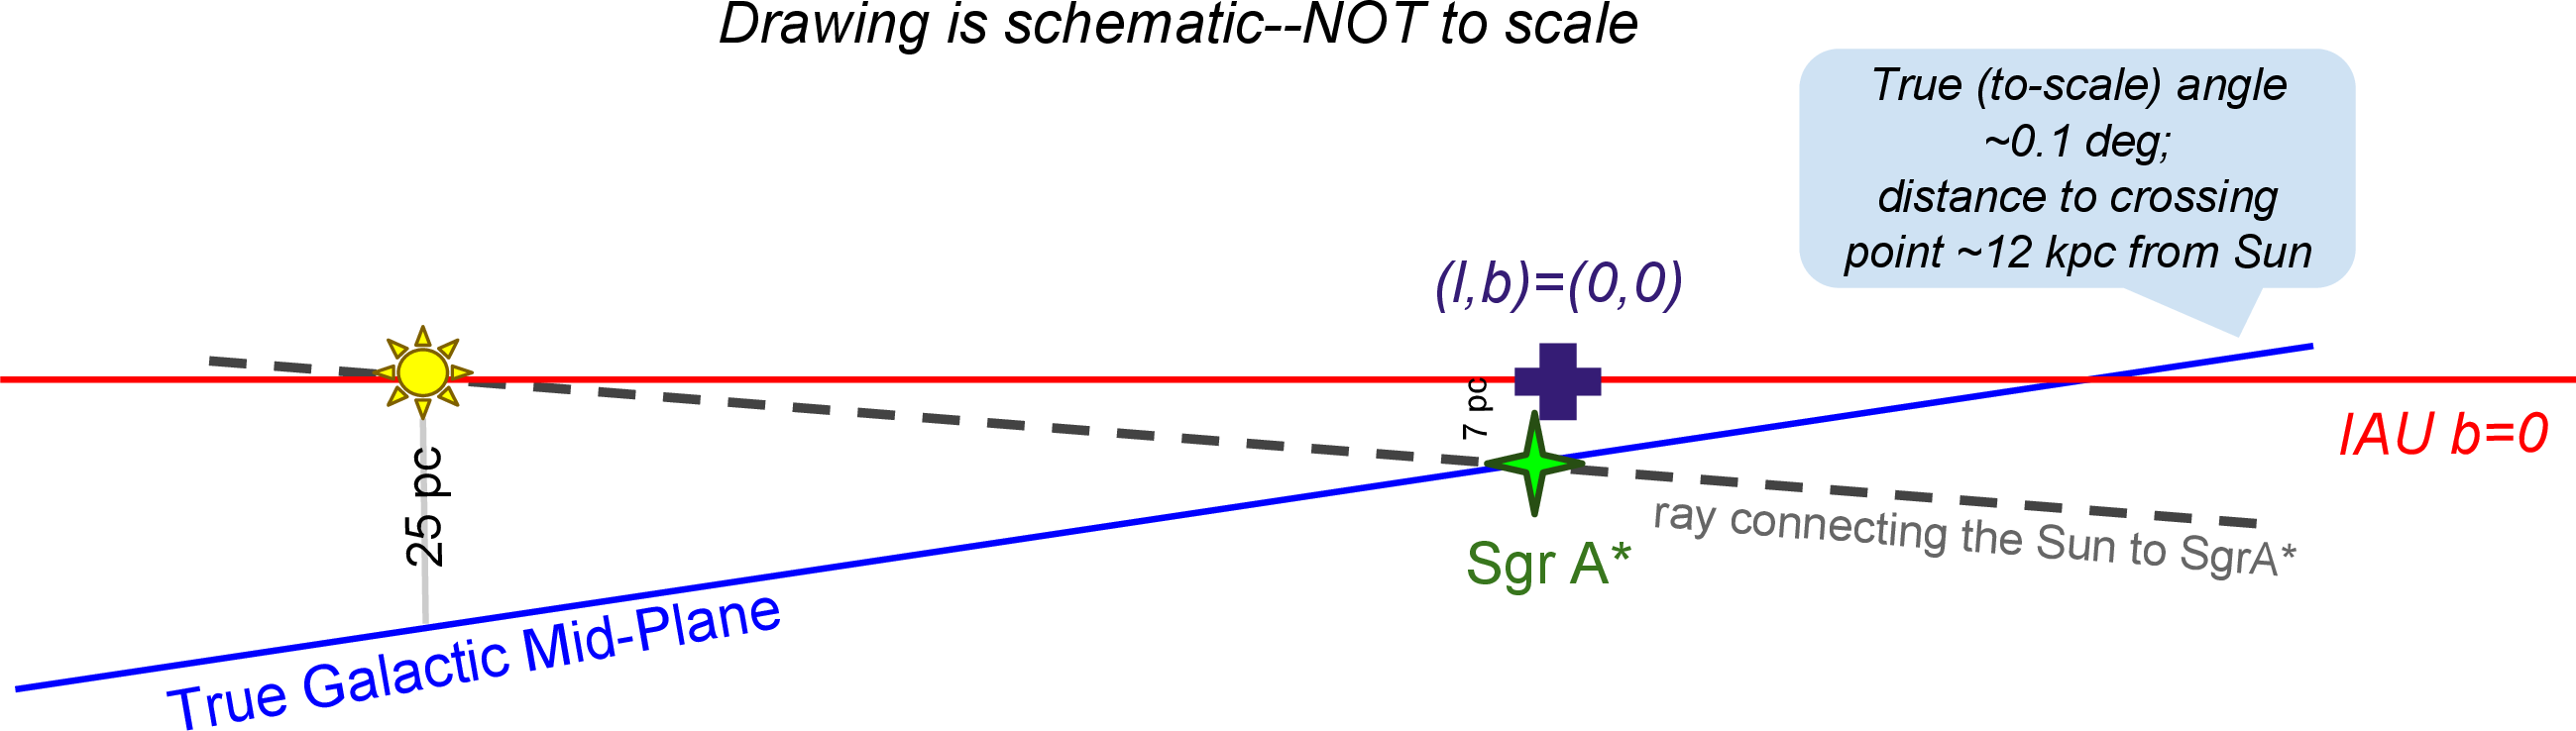 Drawing is schematic--NOT to scale
True (to-scale) angle
~0.1 deg;
distance to crossing
point ~12 kpc from Sun
(l,b)=(0,0)
7 pc
IAU b=0
25 pc
ray connecting the Sun to SgrA*
Sgr A*
True Galactic Mid-Plane